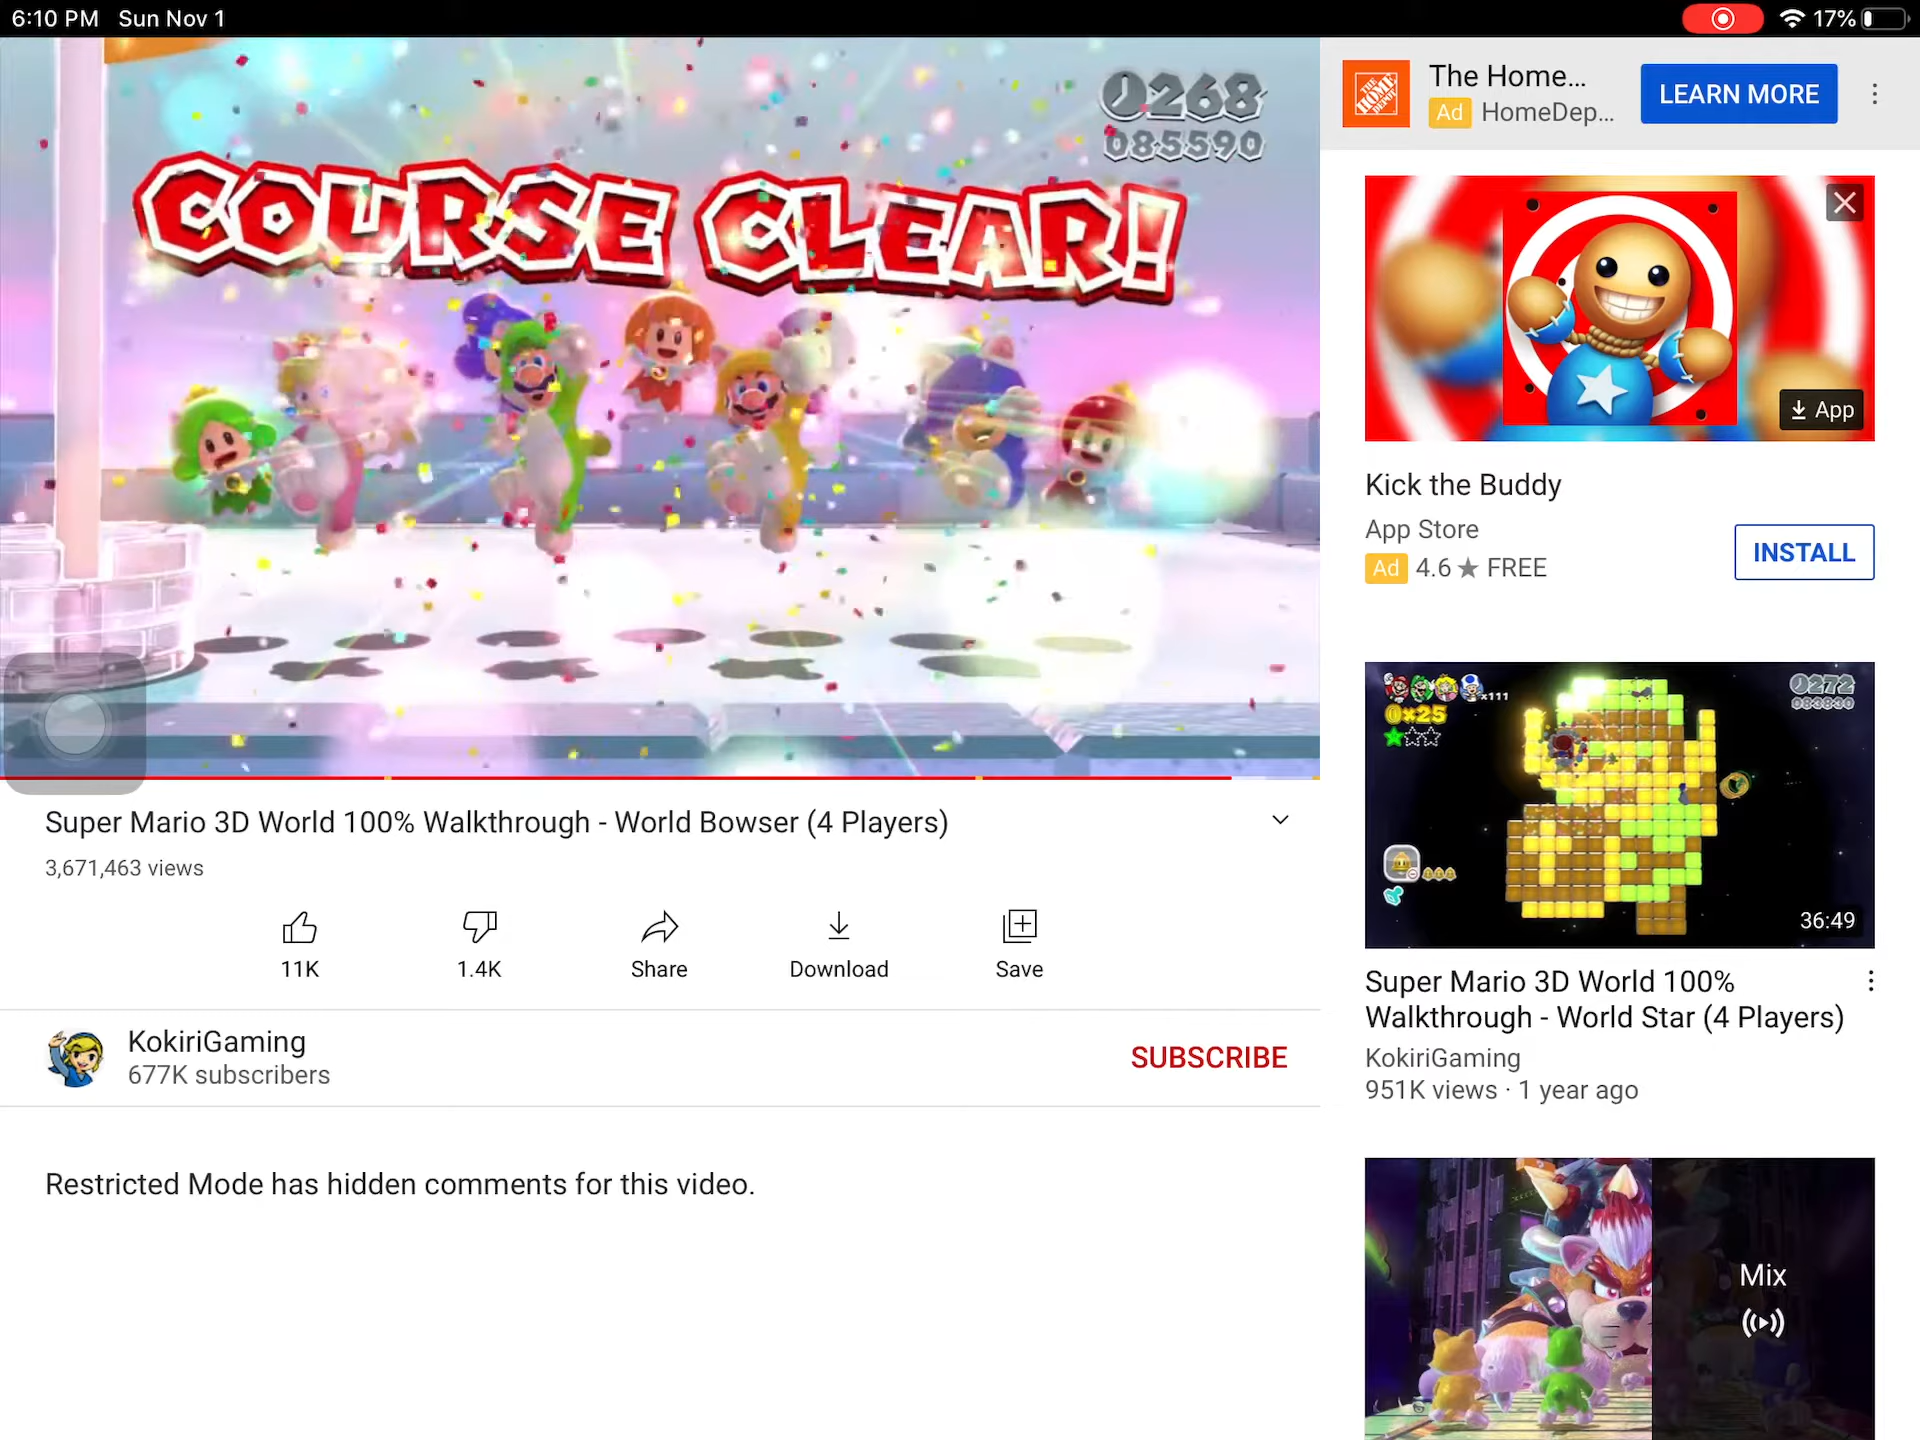 6:10 PM Sun Nov 1
17%
0268
085590
COURSE CLEAR!
Super Mario 3D World 100% Walkthrough - World Bowser (4 Players)
3,671,463 views
11K
1.4K
Share
Download
Save
KokiriGaming
677K subscribers
SUBSCRIBE
Restricted Mode has hidden comments for this video.
THE HOME DEPOT
The Home...
Ad HomeDep...
LEARN MORE
App
Kick the Buddy
App Store
Ad 4.6 ★ FREE
INSTALL
x111
x25
0272
083830
36:49
Super Mario 3D World 100%
Walkthrough - World Star (4 Players)
KokiriGaming
951K views · 1 year ago
Mix